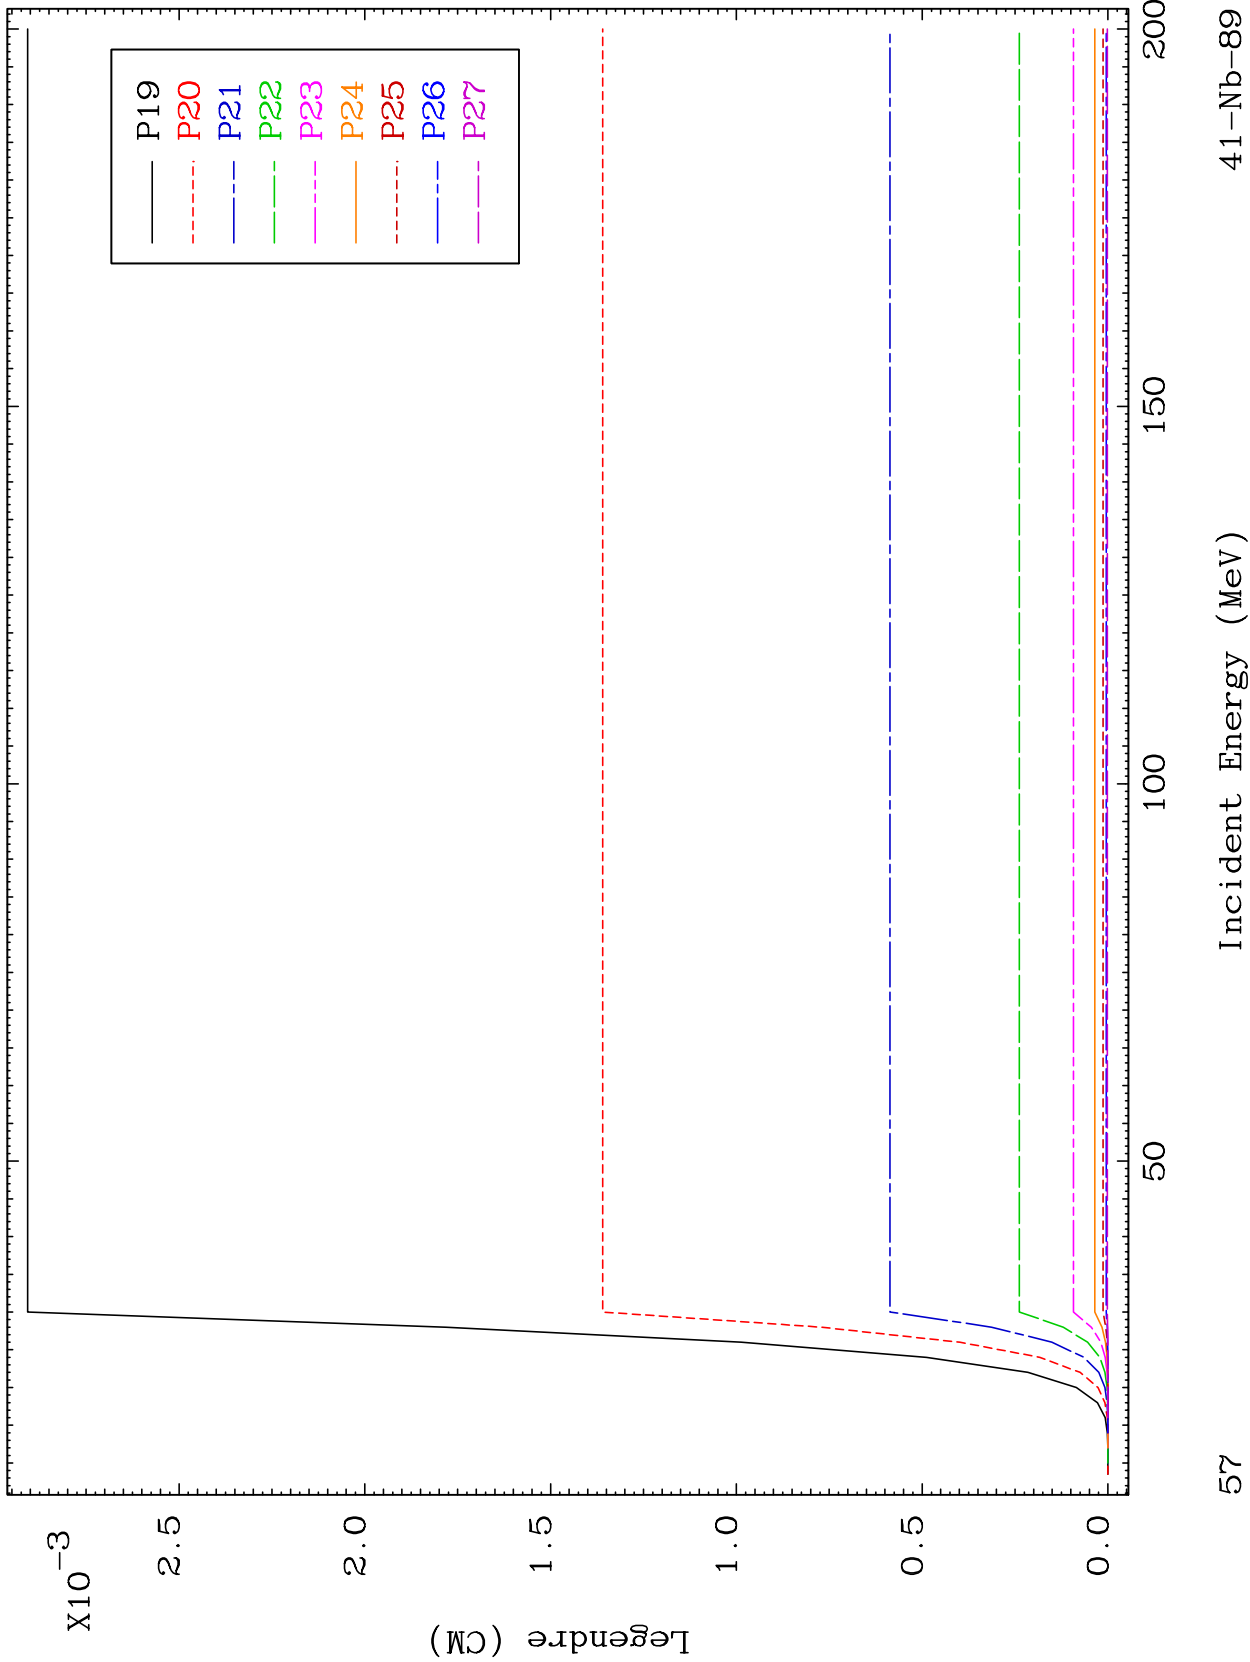 X10-3
2.5
2.0
1.5
1.0
0.5
0.0
Legendre (CM)
P19
P20
P21
P22
P23
P24
P25
P26
P27
50
100
150
200
Incident Energy (MeV)
57
41-Nb-89